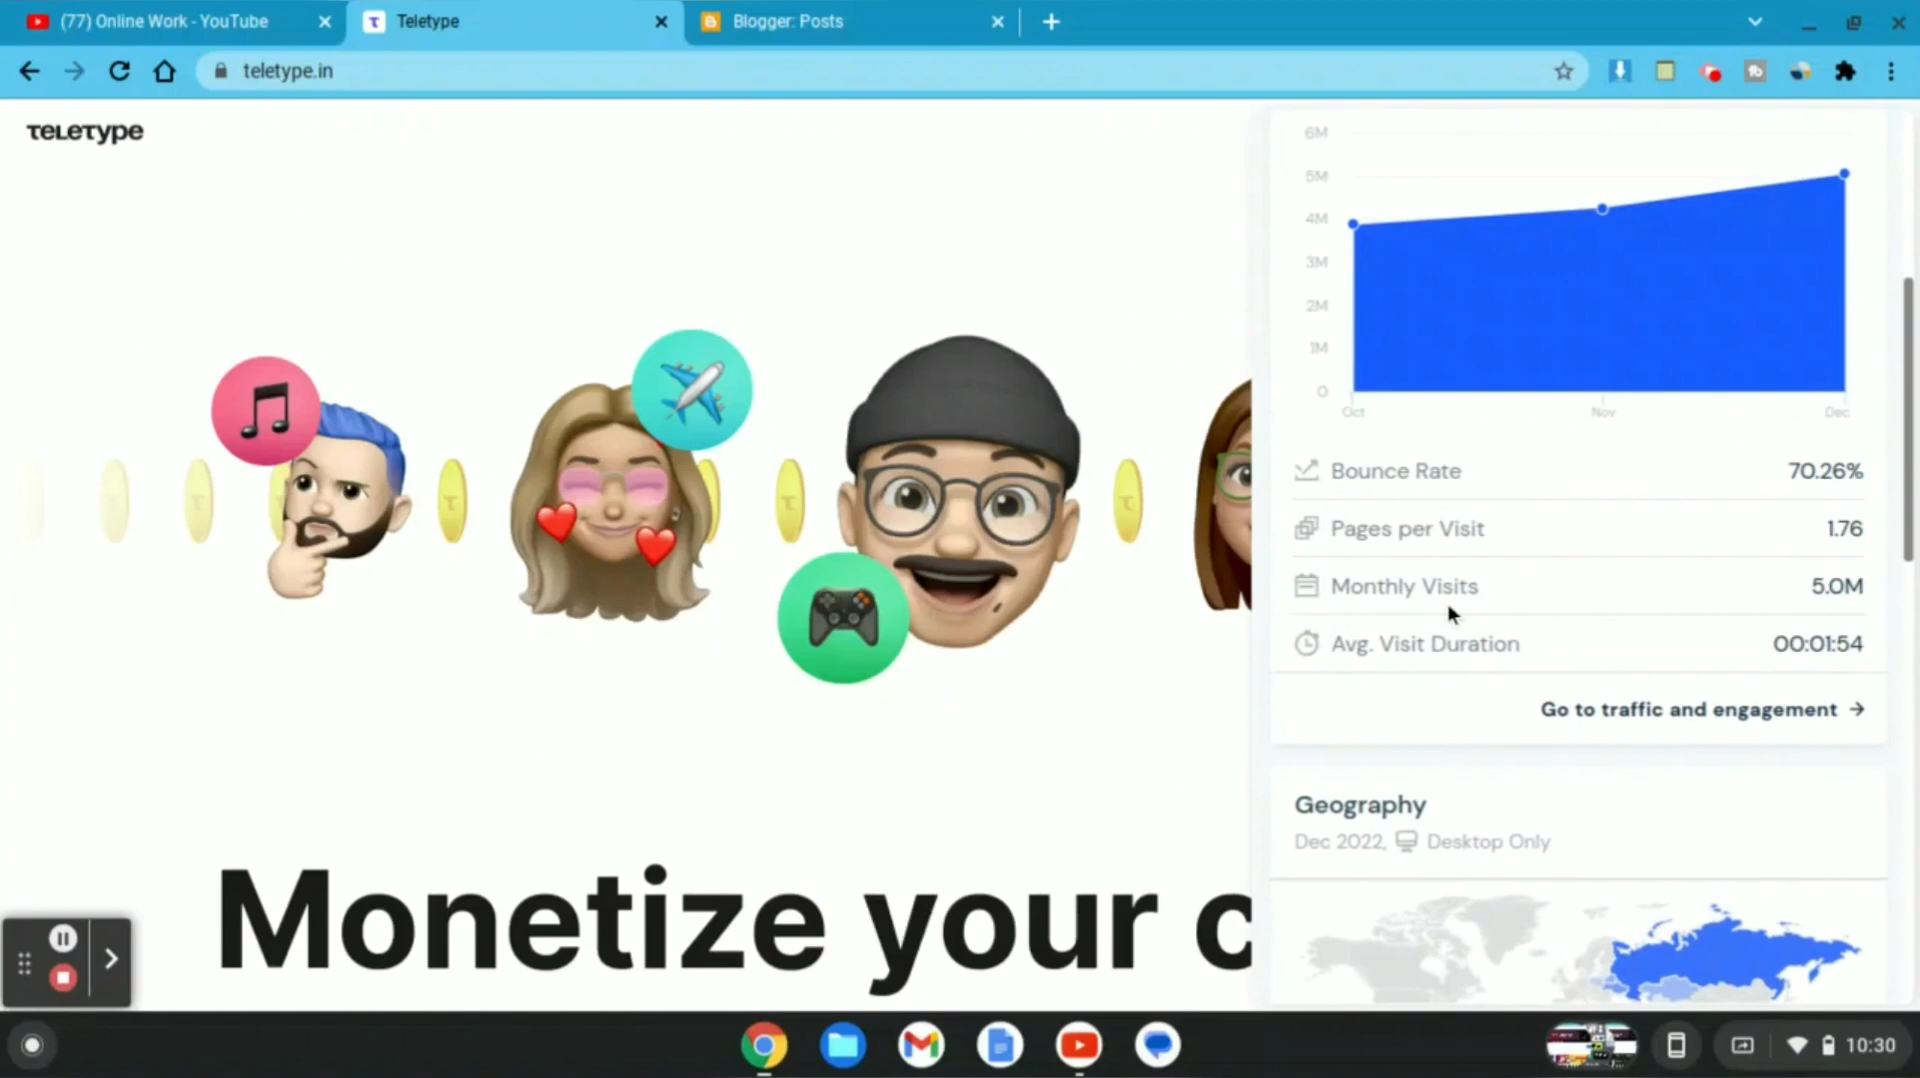 (77) Online Work - YouTube
Teletype
Blogger: Posts
teletype.in
TELETYPE
6M
5M
4M
3M
2M
1M
0
Oct
Nov
Dec
Bounce Rate 70.26%
Pages per Visit 1.76
Monthly Visits 5.0M
Avg. Visit Duration 00:01:54
Go to traffic and engagement →
Geography
Dec 2022, Desktop Only
Monetize your c
10:30